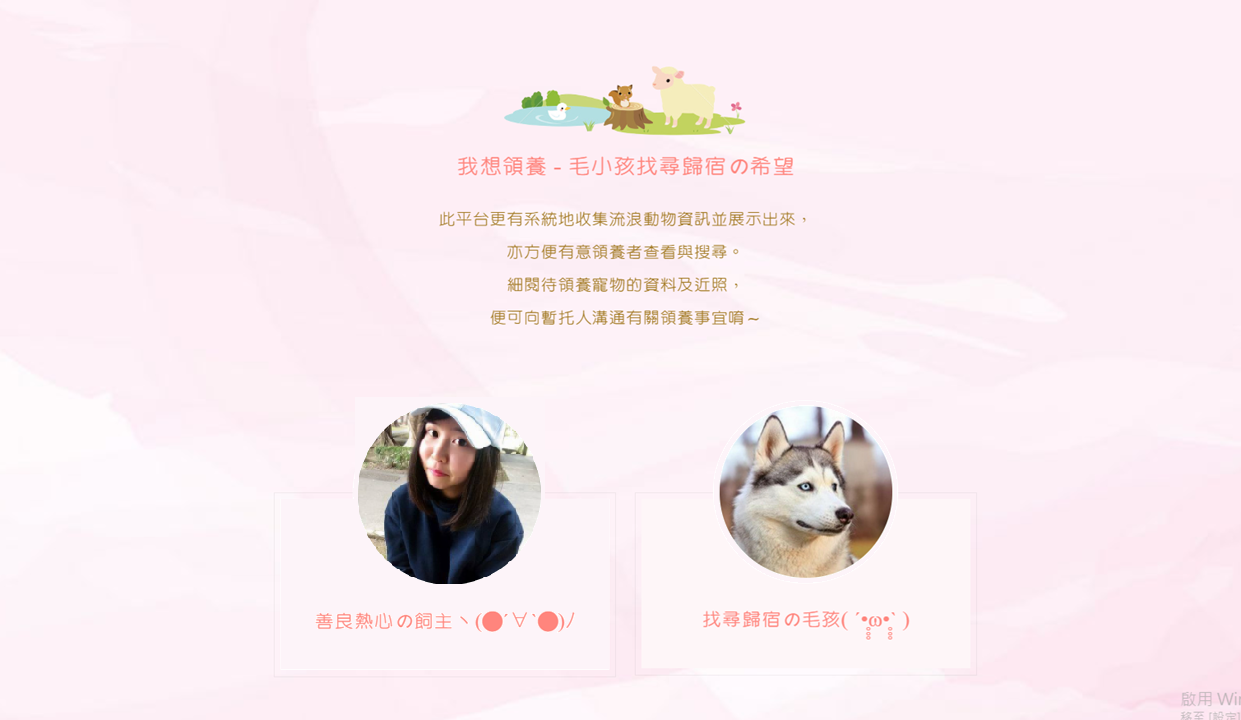 我想領養 - 毛小孩找尋歸宿の希望
此平台更有系統地收集流浪動物資訊並展示出來，
亦方便有意領養者查看與搜尋。
細閱待領養寵物的資料及近照，
便可向暫托人溝通有關領養事宜唷～
善良熱心の飼主ヽ(●´∀`●)ﾉ
找尋歸宿の毛孩( ´•̥̥̥ω•̥̥̥` )
啟用 Win
移至 [設定]